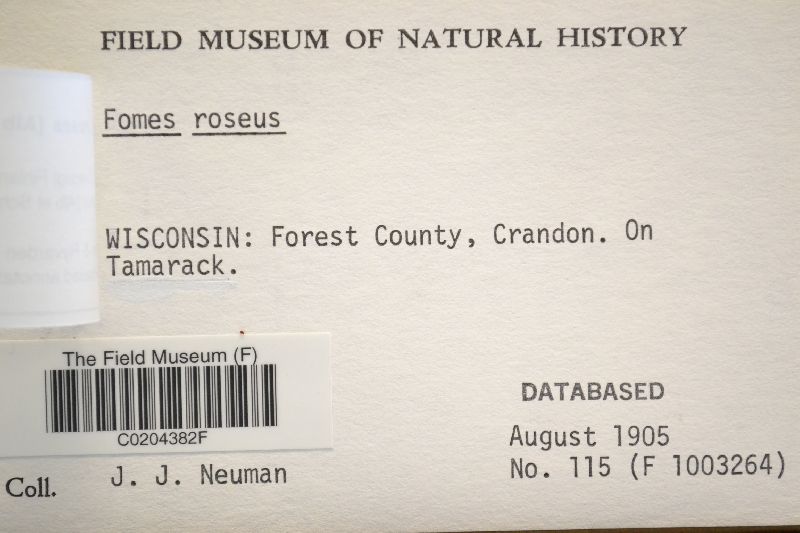 FIELD MUSEUM OF NATURAL HISTORY
Fomes roseus
WISCONSIN: Forest County, Crandon. On
Tamarack.
The Field Museum (F)
C0204382F
DATABASED
August 1905
No. 115 (F 1003264)
Coll. J. J. Neuman